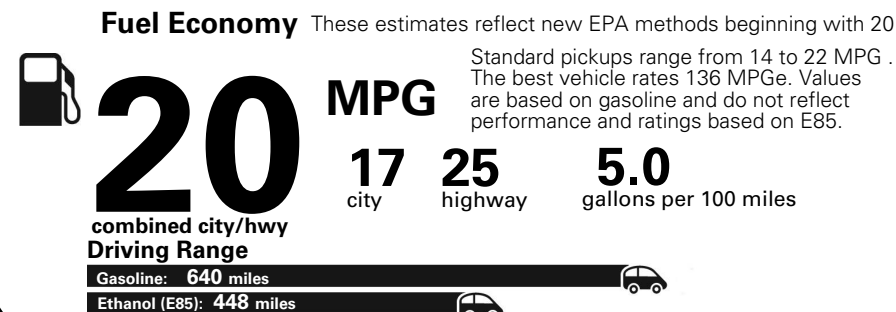 Fuel Economy These estimates reflect new EPA methods beginning with 20
Standard pickups range from 14 to 22 MPG .
The best vehicle rates 136 MPGe. Values
are based on gasoline and do not reflect
performance and ratings based on E85.
20 MPG
17 25 5.0
city highway gallons per 100 miles
combined city/hwy
Driving Range
Gasoline: 640 miles
Ethanol (E85): 448 miles